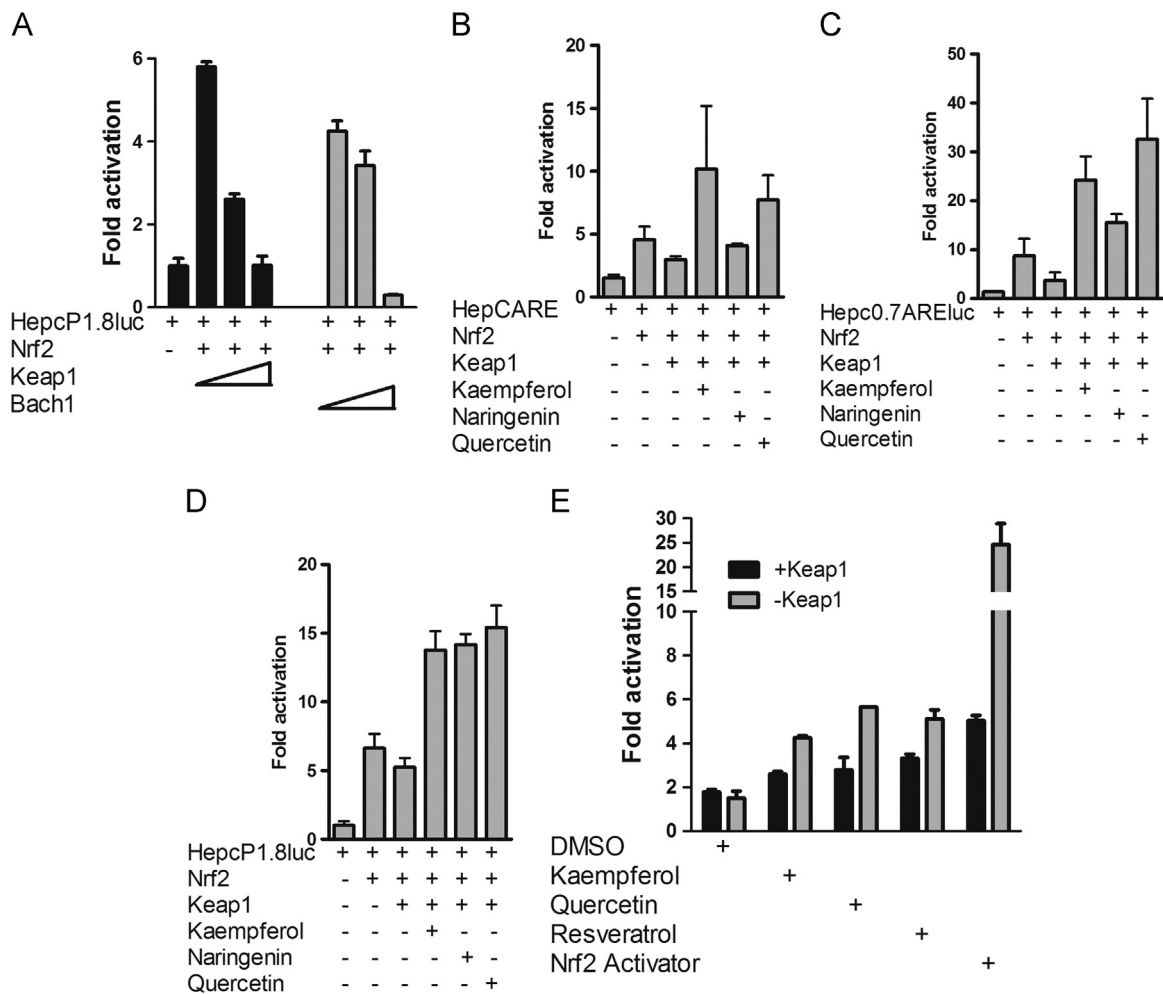 A
Fold activation
6
4
2
0
HepcP1.8luc + + + + + + +
Nrf2 - + + + + + +
Keap1
Bach1
B
Fold activation
20
15
10
5
0
HepCARE + + + + + +
Nrf2 - + + + + +
Keap1 - - + + + +
Kaempferol - - - + - -
Naringenin - - - - + -
Quercetin - - - - - +
C
Fold activation
50
40
30
20
10
0
Hepc0.7AREluc + + + + + +
Nrf2 - + + + + +
Keap1 - - + + + +
Kaempferol - - - + - -
Naringenin - - - - + -
Quercetin - - - - - +
D
Fold activation
20
15
10
5
0
HepcP1.8luc + + + + + +
Nrf2 - + + + + +
Keap1 - - + + + +
Kaempferol - - - + - -
Naringenin - - - - + -
Quercetin - - - - - +
E
Fold activation
30
25
20
15
10
8
6
4
2
0
+Keap1
-Keap1
DMSO +
Kaempferol +
Quercetin +
Resveratrol +
Nrf2 Activator +